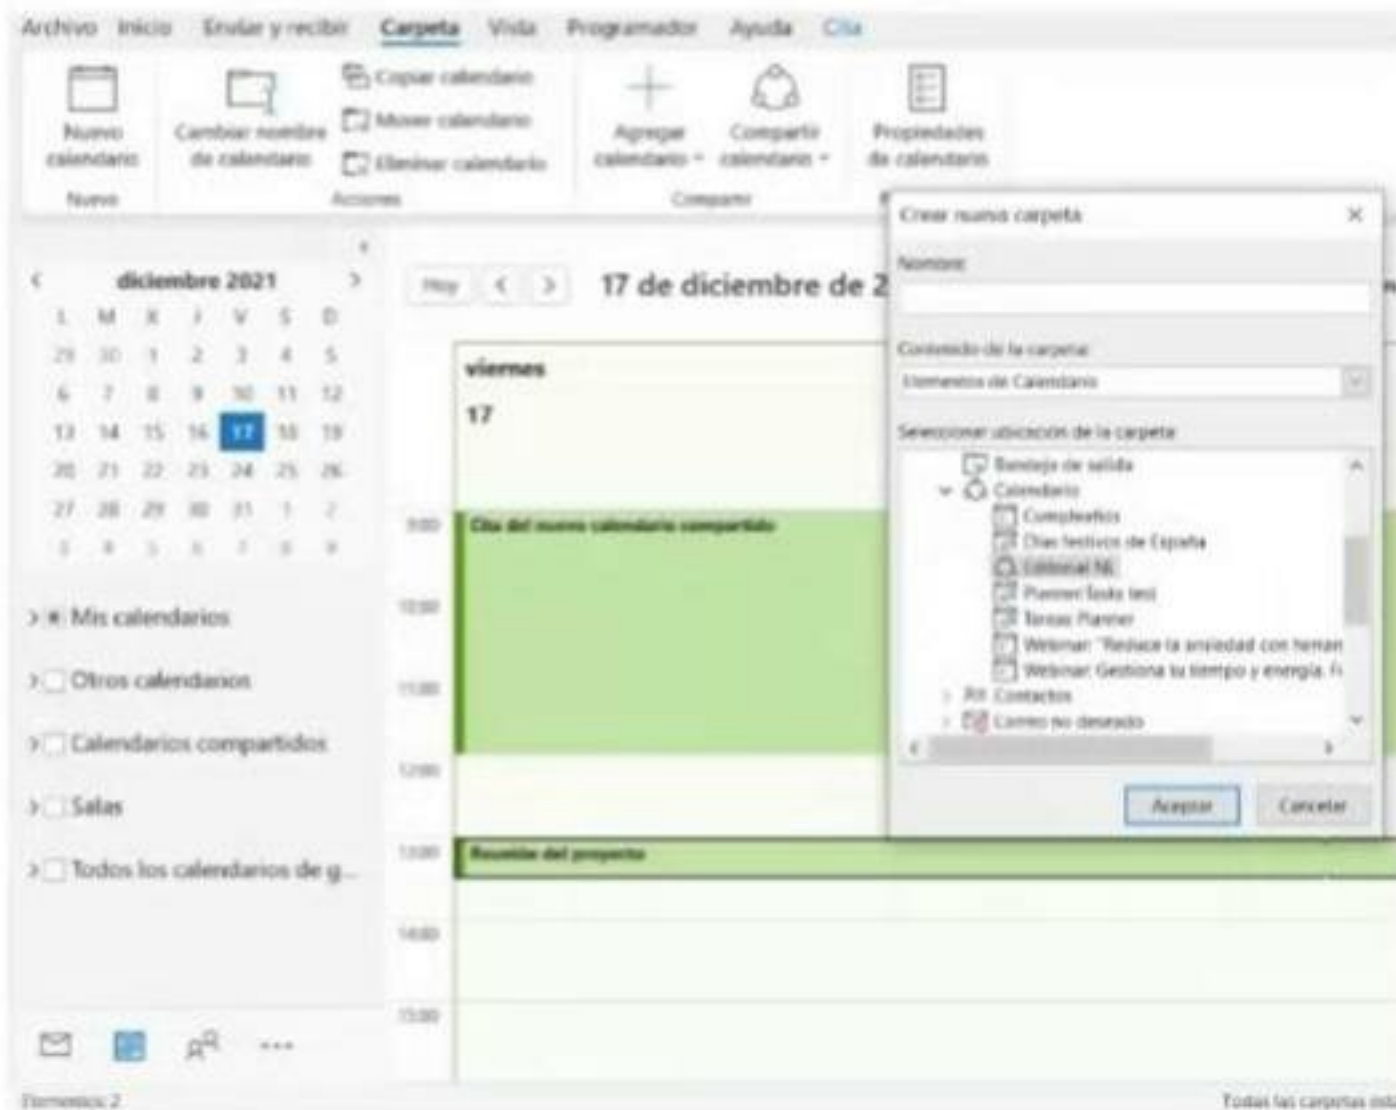 Archivo Inicio Enviar y recibir Carpeta Vista Programador Ayuda Cita
Nuevo calendario
Cambiar nombre de calendario
Copiar calendario
Mover calendario
Eliminar calendario
Agregar calendario
Compartir calendario
Propiedades de calendario
Nuevo
Acciones
Compartir
Crear nueva carpeta
Nombre:
Contenido de la carpeta:
Elementos de Calendario
Seleccionar ubicación de la carpeta:
Bandeja de salida
Calendario
Cumpleaños
Días festivos de España
Editorial NL
Planner Tasks test
Tareas Planner
Webinar: "Reduce la ansiedad con herram
Webinar: Gestiona tu tiempo y energía.
Contactos
Correo no deseado
Aceptar Cancelar
diciembre 2021
L M X J V S D
29 30 1 2 3 4 5
6 7 8 9 10 11 12
13 14 15 16 17 18 19
20 21 22 23 24 25 26
27 28 29 30 31 1 2
3 4 5 6 7 8 9
Mis calendarios
Otros calendarios
Calendarios compartidos
Salas
Todos los calendarios de g...
Hoy
17 de diciembre de 2
viernes
17
9:00
Cita del nuevo calendario compartido
10:00
11:00
12:00
13:00
Reunión del proyecto
14:00
15:00
Elementos: 2
Todas las carpetas